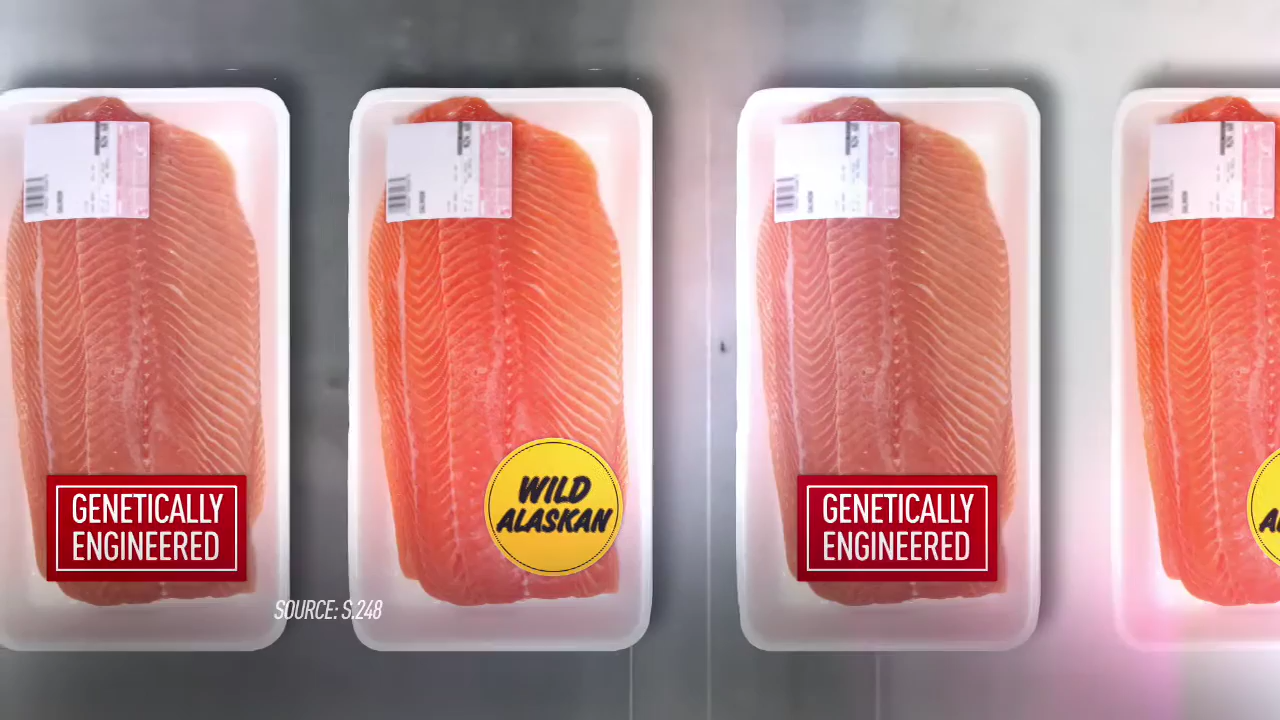 GENETICALLY
ENGINEERED
WILD
ALASKAN
GENETICALLY
ENGINEERED
SOURCE: S.248